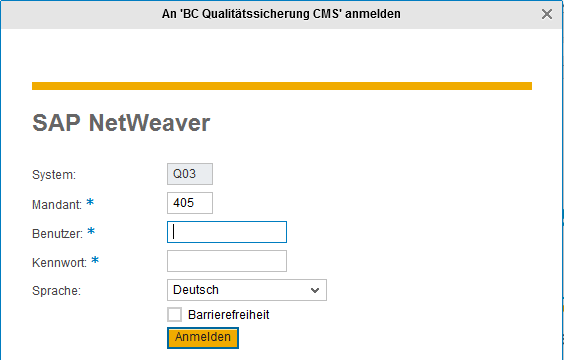 An 'BC Qualitätssicherung CMS' anmelden
SAP NetWeaver
System: Q03
Mandant: * 405
Benutzer: *
Kennwort: *
Sprache: Deutsch
Barrierefreiheit
Anmelden